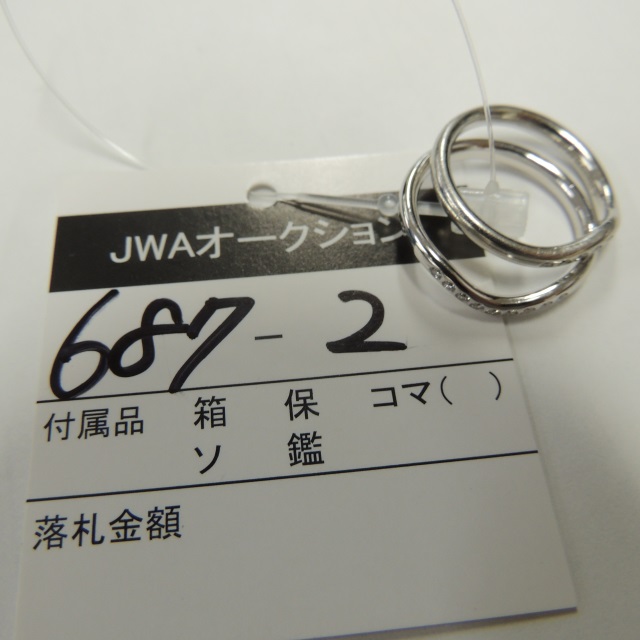 JWAオークション
687-2
付属品 箱 保 コマ( )
ソ 鑑
落札金額